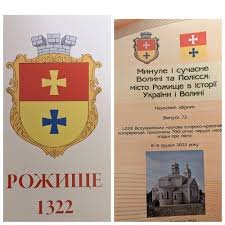 РОЖИЩЕ
1322
Минуле і сучасне
Волині та Полісся:
місто Рожище в історії
України і Волині
Науковий збірник
Випуск 72
8–9 грудня 2022 року